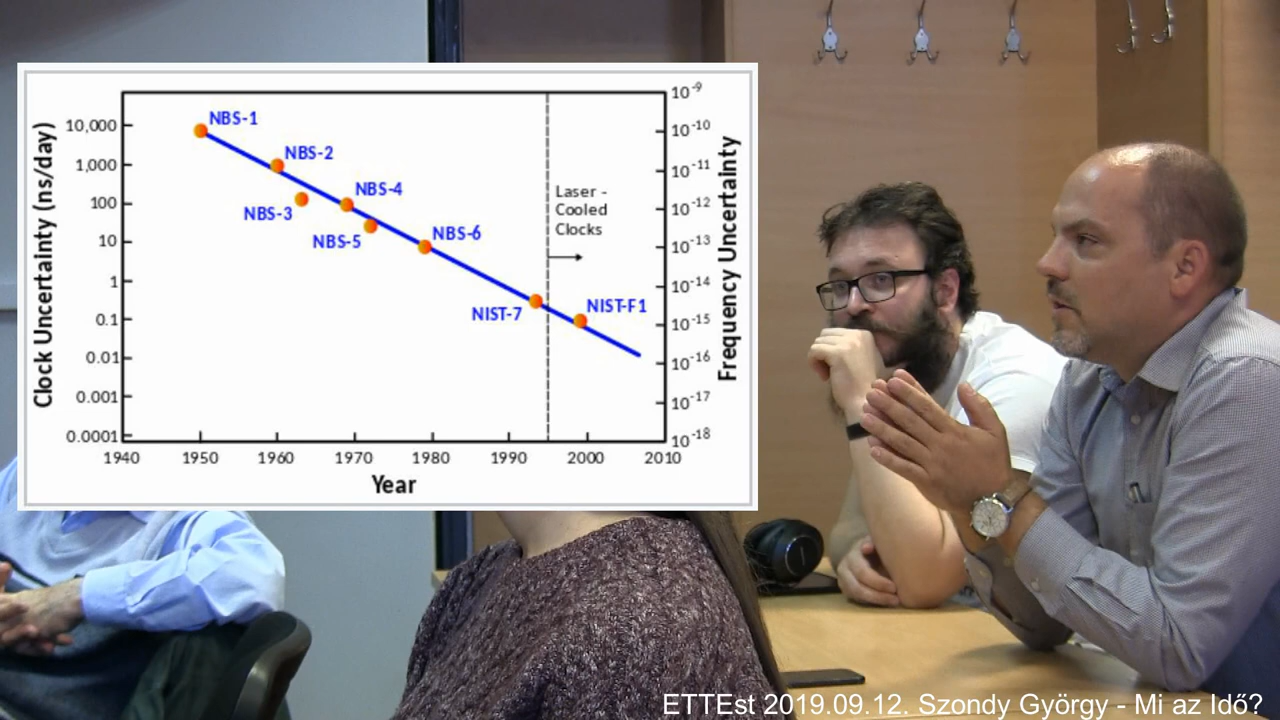 NBS-1
NBS-2
NBS-3
NBS-4
NBS-5
NBS-6
NIST-7
NIST-F1
Laser -
Cooled
Clocks
Clock Uncertainty (ns/day)
10,000
1,000
100
10
1
0.1
0.01
0.001
0.0001
Frequency Uncertainty
10-9
10-10
10-11
10-12
10-13
10-14
10-15
10-16
10-17
10-18
1940 1950 1960 1970 1980 1990 2000 2010
Year
ETTEst 2019.09.12. Szondy György - Mi az Idő?